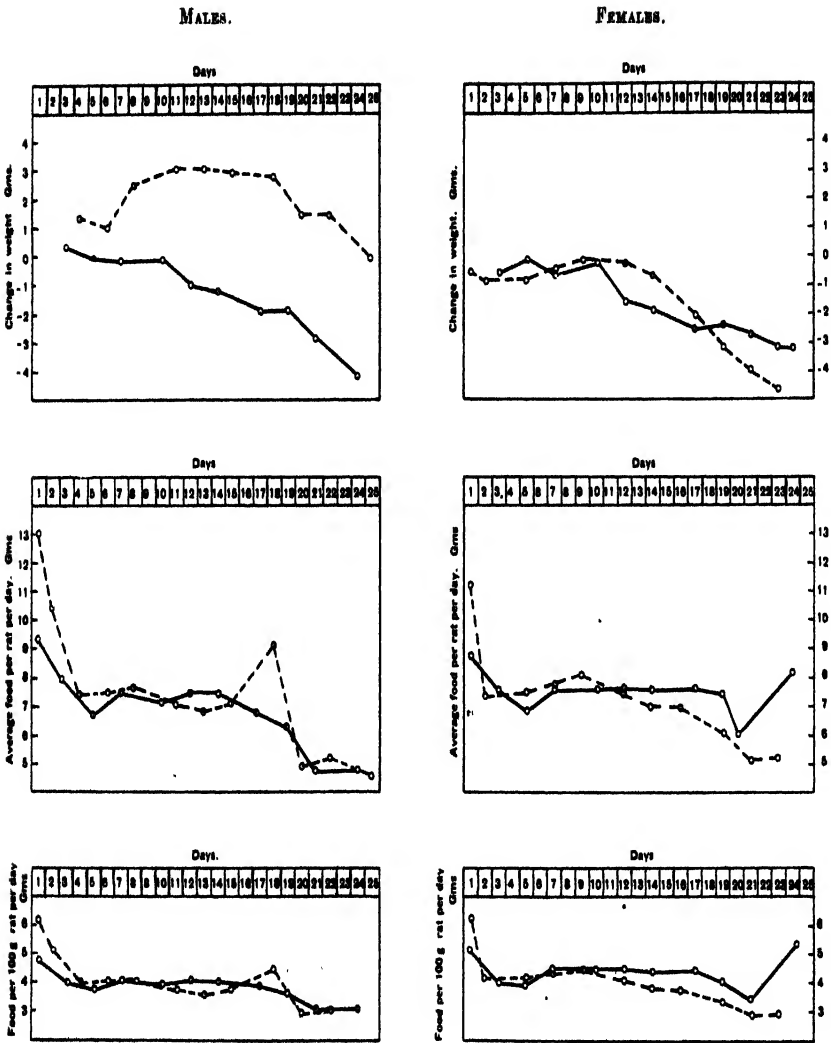 MALES.
FEMALES.
Days
1 2 3 4 5 6 7 8 9 10 11 12 13 14 15 16 17 18 19 20 21 22 23 24 25
Change in weight Gms.
4
3
2
1
0
-1
-2
-3
-4
Days
1 2 3 4 5 6 7 8 9 10 11 12 13 14 15 16 17 18 19 20 21 22 23 24 25
Change in weight. Gms.
4
3
2
1
0
-1
-2
-3
-4
Days
1 2 3 4 5 6 7 8 9 10 11 12 13 14 15 16 17 18 19 20 21 22 23 24 25
Average food per rat per day. Gms
13
12
11
10
9
8
7
6
5
Days
1 2 3 4 5 6 7 8 9 10 11 12 13 14 15 16 17 18 19 20 21 22 23 24 25
Average food per rat per day. Gms
13
12
11
10
9
8
7
6
5
Days.
1 2 3 4 5 6 7 8 9 10 11 12 13 14 15 16 17 18 19 20 21 22 23 24 25
Food per 100 g rat per day
Gms
6
5
4
3
Days
1 2 3 4 5 6 7 8 9 10 11 12 13 14 15 16 17 18 19 20 21 22 23 24 25
Food per 100 g rat per day
Gms
6
5
4
3